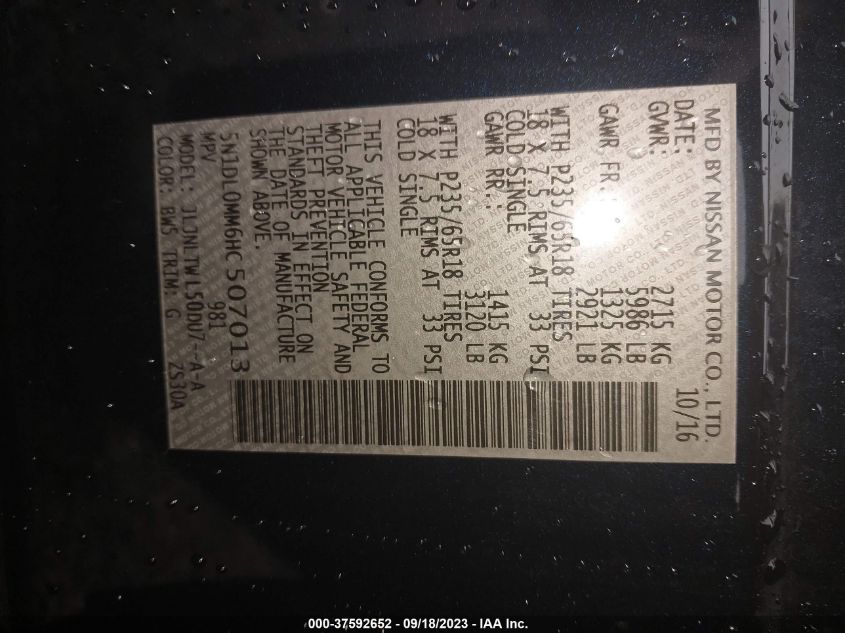 MFD BY NISSAN MOTOR CO., LTD.
DATE: 10/16
GVWR: 2715 KG
5986 LB
GAWR FR.: 1325 KG
2921 LB
WITH P235/65R18 TIRES
18 X 7.5 RIMS AT 33 PSI
COLD SINGLE
GAWR RR.: 1415 KG
3120 LB
WITH P235/65R18 TIRES
18 X 7.5 RIMS AT 33 PSI
COLD SINGLE
THIS VEHICLE CONFORMS TO
ALL APPLICABLE FEDERAL
MOTOR VEHICLE SAFETY AND
THEFT PREVENTION
STANDARDS IN EFFECT ON
THE DATE OF MANUFACTURE
SHOWN ABOVE.
5N1DL0MM6HC507013
MPV 981
MODEL: JLJNLTWL50DU7--A-A
COLOR: BW5 TRIM: G ZS30A
000-37592652 - 09/18/2023 - IAA Inc.